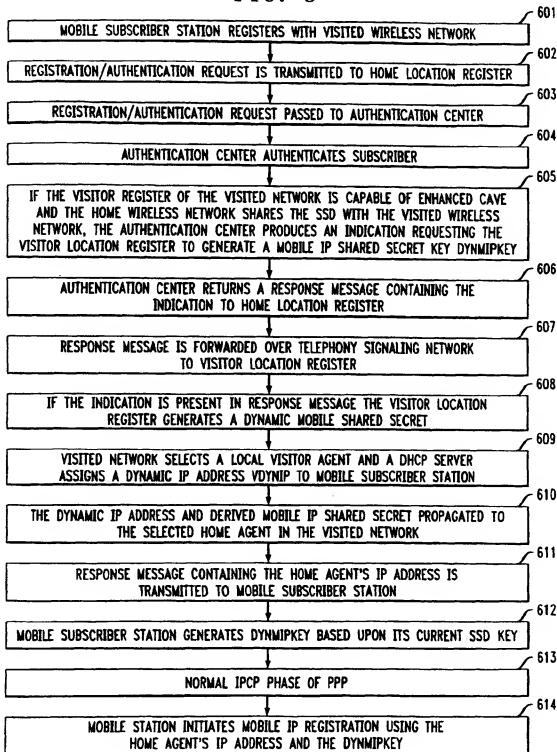 601
MOBILE SUBSCRIBER STATION REGISTERS WITH VISITED WIRELESS NETWORK
602
REGISTRATION/AUTHENTICATION REQUEST IS TRANSMITTED TO HOME LOCATION REGISTER
603
REGISTRATION/AUTHENTICATION REQUEST PASSED TO AUTHENTICATION CENTER
604
AUTHENTICATION CENTER AUTHENTICATES SUBSCRIBER
605
IF THE VISITOR REGISTER OF THE VISITED NETWORK IS CAPABLE OF ENHANCED CAVE
AND THE HOME WIRELESS NETWORK SHARES THE SSD WITH THE VISITED WIRELESS
NETWORK, THE AUTHENTICATION CENTER PRODUCES AN INDICATION REQUESTING THE
VISITOR LOCATION REGISTER TO GENERATE A MOBILE IP SHARED SECRET KEY DYNMIPKEY
606
AUTHENTICATION CENTER RETURNS A RESPONSE MESSAGE CONTAINING THE
INDICATION TO HOME LOCATION REGISTER
607
RESPONSE MESSAGE IS FORWARDED OVER TELEPHONY SIGNALING NETWORK
TO VISITOR LOCATION REGISTER
608
IF THE INDICATION IS PRESENT IN RESPONSE MESSAGE THE VISITOR LOCATION
REGISTER GENERATES A DYNAMIC MOBILE SHARED SECRET
609
VISITED NETWORK SELECTS A LOCAL VISITOR AGENT AND A DHCP SERVER
ASSIGNS A DYNAMIC IP ADDRESS VDYNIP TO MOBILE SUBSCRIBER STATION
610
THE DYNAMIC IP ADDRESS AND DERIVED MOBILE IP SHARED SECRET PROPAGATED TO
THE SELECTED HOME AGENT IN THE VISITED NETWORK
611
RESPONSE MESSAGE CONTAINING THE HOME AGENT'S IP ADDRESS IS
TRANSMITTED TO MOBILE SUBSCRIBER STATION
612
MOBILE SUBSCRIBER STATION GENERATES DYNMIPKEY BASED UPON ITS CURRENT SSD KEY
613
NORMAL IPCP PHASE OF PPP
614
MOBILE STATION INITIATES MOBILE IP REGISTRATION USING THE
HOME AGENT'S IP ADDRESS AND THE DYNMIPKEY